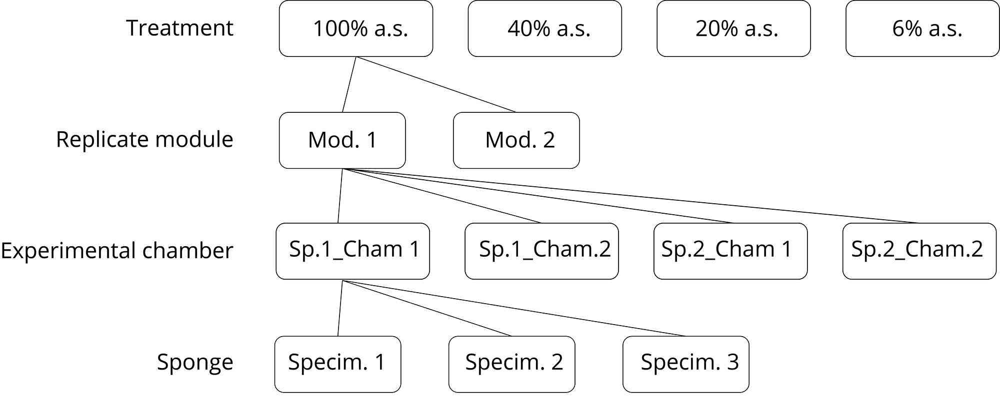 Treatment 100% a.s. 40% a.s. 20% a.s. 6% a.s.
Replicate module Mod. 1 Mod. 2
Experimental chamber Sp.1_Cham 1 Sp.1_Cham.2 Sp.2_Cham 1 Sp.2_Cham.2
Sponge Specim. 1 Specim. 2 Specim. 3